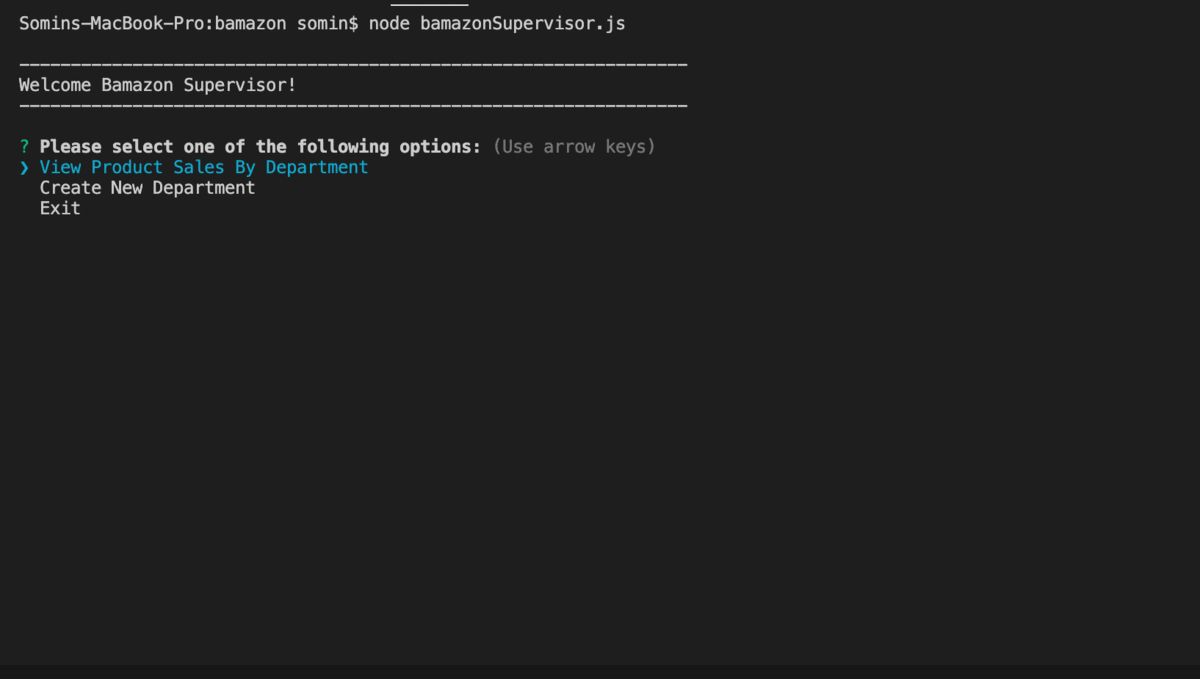 Somins-MacBook-Pro:bamazon somin$ node bamazonSupervisor.js
-----------------------------------------------------------------
Welcome Bamazon Supervisor!
-----------------------------------------------------------------
? Please select one of the following options: (Use arrow keys)
❯ View Product Sales By Department
Create New Department
Exit